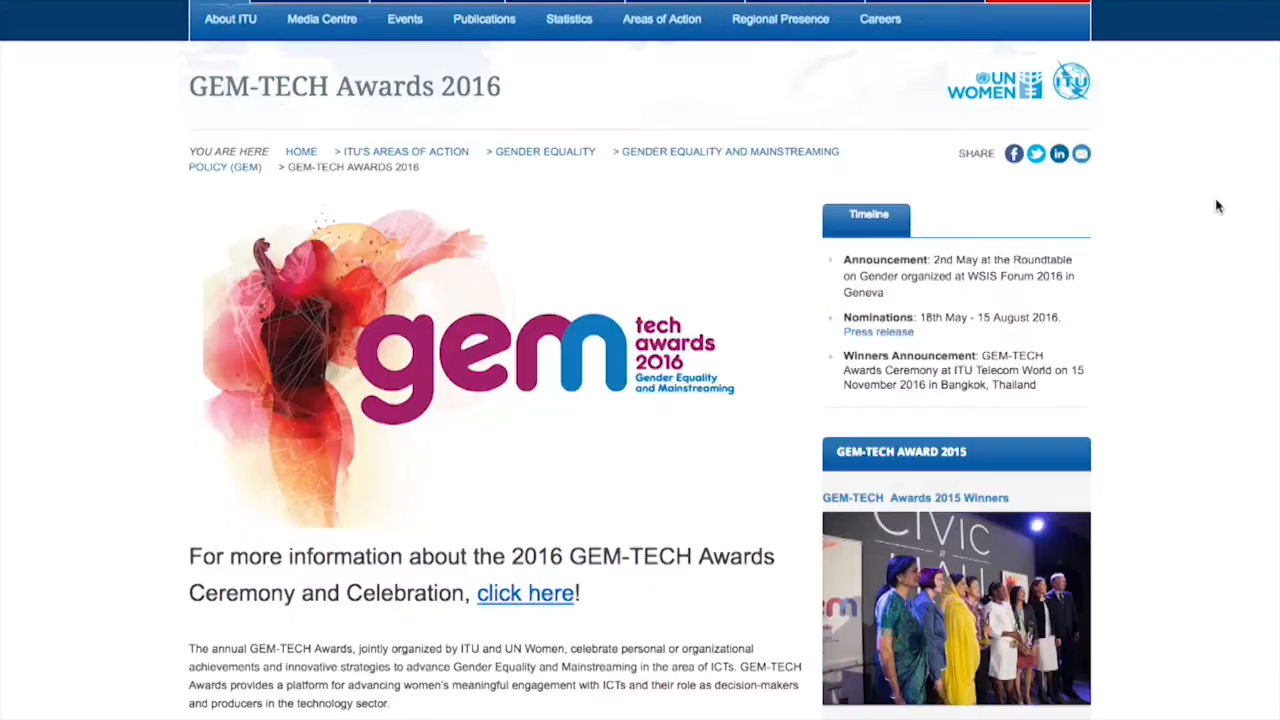 About ITU Media Centre Events Publications Statistics Areas of Action Regional Presence Careers
GEM-TECH Awards 2016
UN
WOMEN
ITU
YOU ARE HERE HOME > ITU'S AREAS OF ACTION > GENDER EQUALITY > GENDER EQUALITY AND MAINSTREAMING
POLICY (GEM) > GEM-TECH AWARDS 2016
SHARE
gem
tech
awards
2016
Gender Equality
and Mainstreaming
For more information about the 2016 GEM-TECH Awards
Ceremony and Celebration, click here!
The annual GEM-TECH Awards, jointly organized by ITU and UN Women, celebrate personal or organizational
achievements and innovative strategies to advance Gender Equality and Mainstreaming in the area of ICTs. GEM-TECH
Awards provides a platform for advancing women's meaningful engagement with ICTs and their role as decision-makers
and producers in the technology sector.
Timeline
Announcement: 2nd May at the Roundtable
on Gender organized at WSIS Forum 2016 in
Geneva
Nominations: 18th May - 15 August 2016.
Press release
Winners Announcement: GEM-TECH
Awards Ceremony at ITU Telecom World on 15
November 2016 in Bangkok, Thailand
GEM-TECH AWARD 2015
GEM-TECH Awards 2015 Winners
CIVIC
HALL
gem